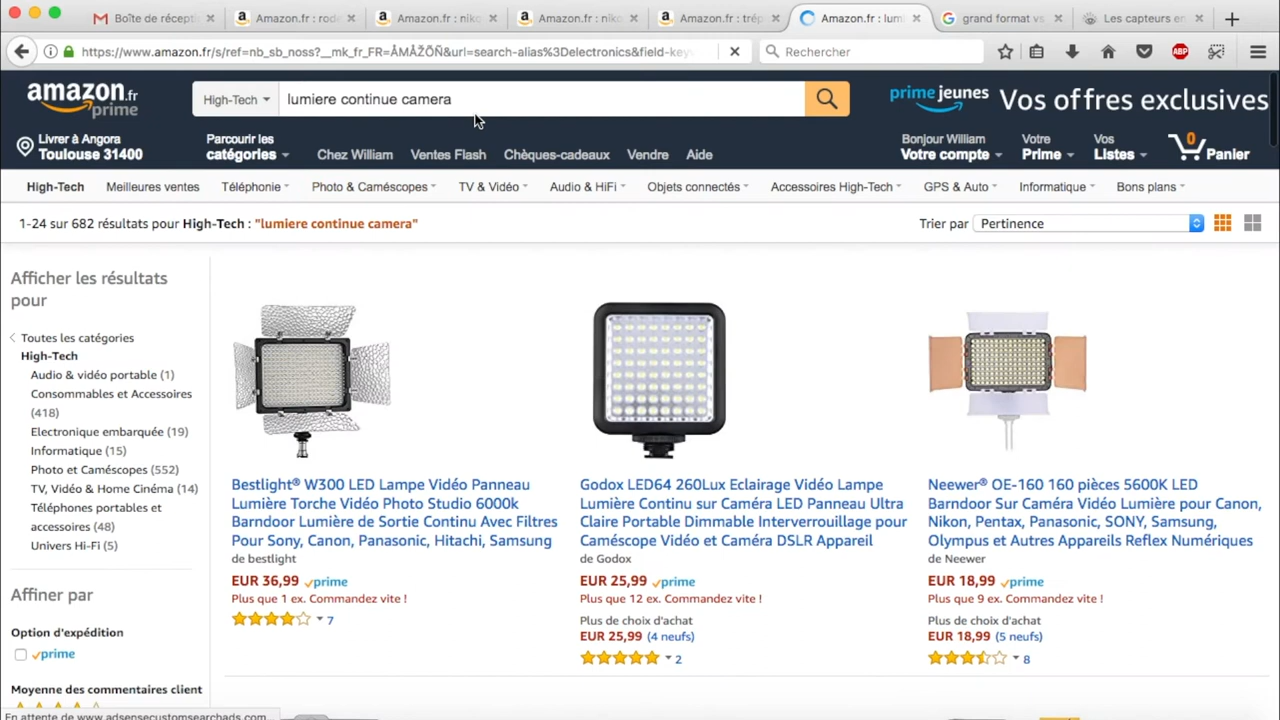 Boîte de récepti
Amazon.fr : rode
Amazon.fr : niko
Amazon.fr : niko
Amazon.fr : trép
Amazon.fr : lumi
grand format vs
Les capteurs en
https://www.amazon.fr/s/ref=nb_sb_noss?__mk_fr_FR=ÅMÅŽÕÑ&url=search-alias%3Delectronics&field-key
Rechercher
ABP
amazon.fr
prime
High-Tech
lumiere continue camera
prime jeunes
Vos offres exclusives
Livrer à Angora
Toulouse 31400
Parcourir les
catégories
Chez William
Ventes Flash
Chèques-cadeaux
Vendre
Aide
Bonjour William
Votre compte
Votre
Prime
Vos
Listes
0
Panier
High-Tech
Meilleures ventes
Téléphonie
Photo & Caméscopes
TV & Vidéo
Audio & HiFi
Objets connectés
Accessoires High-Tech
GPS & Auto
Informatique
Bons plans
1-24 sur 682 résultats pour High-Tech : "lumiere continue camera"
Trier par
Pertinence
Afficher les résultats
pour
Toutes les catégories
High-Tech
Audio & vidéo portable (1)
Consommables et Accessoires
(418)
Electronique embarquée (19)
Informatique (15)
Photo et Caméscopes (552)
TV, Vidéo & Home Cinéma (14)
Téléphones portables et
accessoires (48)
Univers Hi-Fi (5)
Affiner par
Option d'expédition
prime
Moyenne des commentaires client
Bestlight® W300 LED Lampe Vidéo Panneau
Lumière Torche Vidéo Photo Studio 6000k
Barndoor Lumière de Sortie Continu Avec Filtres
Pour Sony, Canon, Panasonic, Hitachi, Samsung
de bestlight
EUR 36,99 prime
Plus que 1 ex. Commandez vite !
7
Godox LED64 260Lux Eclairage Vidéo Lampe
Lumière Continu sur Caméra LED Panneau Ultra
Claire Portable Dimmable Interverrouillage pour
Caméscope Vidéo et Caméra DSLR Appareil
de Godox
EUR 25,99 prime
Plus que 12 ex. Commandez vite !
Plus de choix d'achat
EUR 25,99 (4 neufs)
2
Neewer® OE-160 160 pièces 5600K LED
Barndoor Sur Caméra Vidéo Lumière pour Canon,
Nikon, Pentax, Panasonic, SONY, Samsung,
Olympus et Autres Appareils Reflex Numériques
de Neewer
EUR 18,99 prime
Plus que 9 ex. Commandez vite !
Plus de choix d'achat
EUR 18,99 (5 neufs)
8
En attente de www.adsensecustomsearchads.com...